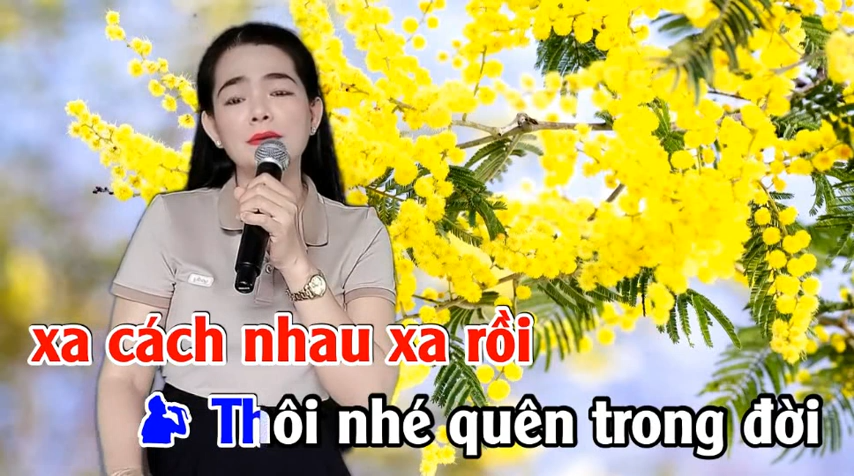 xa cách nhau xa rồi
Thôi nhé quên trong đời